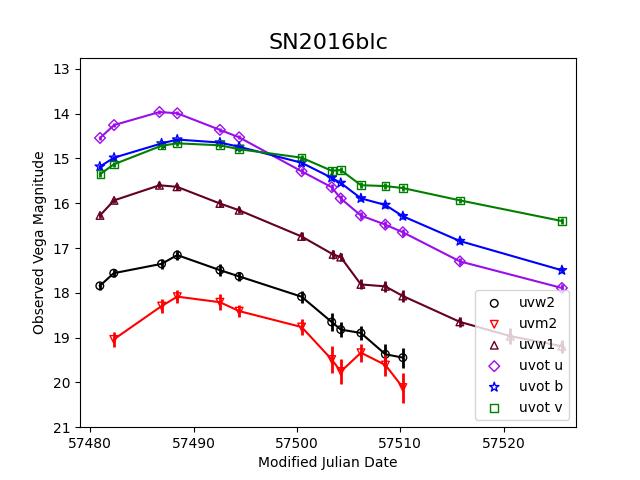 SN2016blc
Observed Vega Magnitude
13
14
15
16
17
18
19
20
21
57480
57490
57500
57510
57520
Modified Julian Date
uvw2
uvm2
uvw1
uvot u
uvot b
uvot v